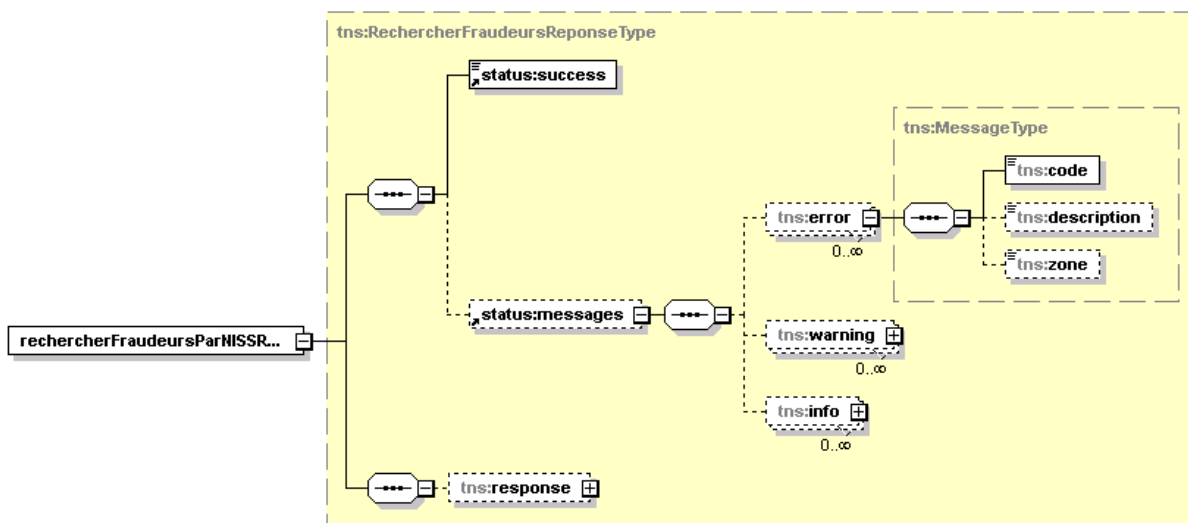 tns:RechercherFraudeursReponseType
status:success
tns:MessageType
tns:code
tns:error
tns:description
0..∞
tns:zone
status:messages
rechercherFraudeursParNISSR...
tns:warning
0..∞
tns:info
0..∞
tns:response